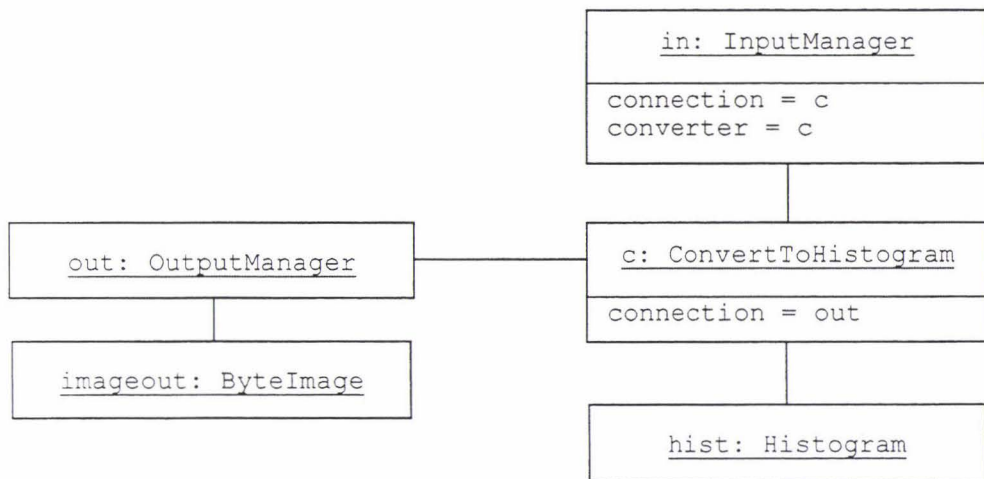 in: InputManager
connection = c
converter = c
out: OutputManager
c: ConvertToHistogram
connection = out
imageout: ByteImage
hist: Histogram